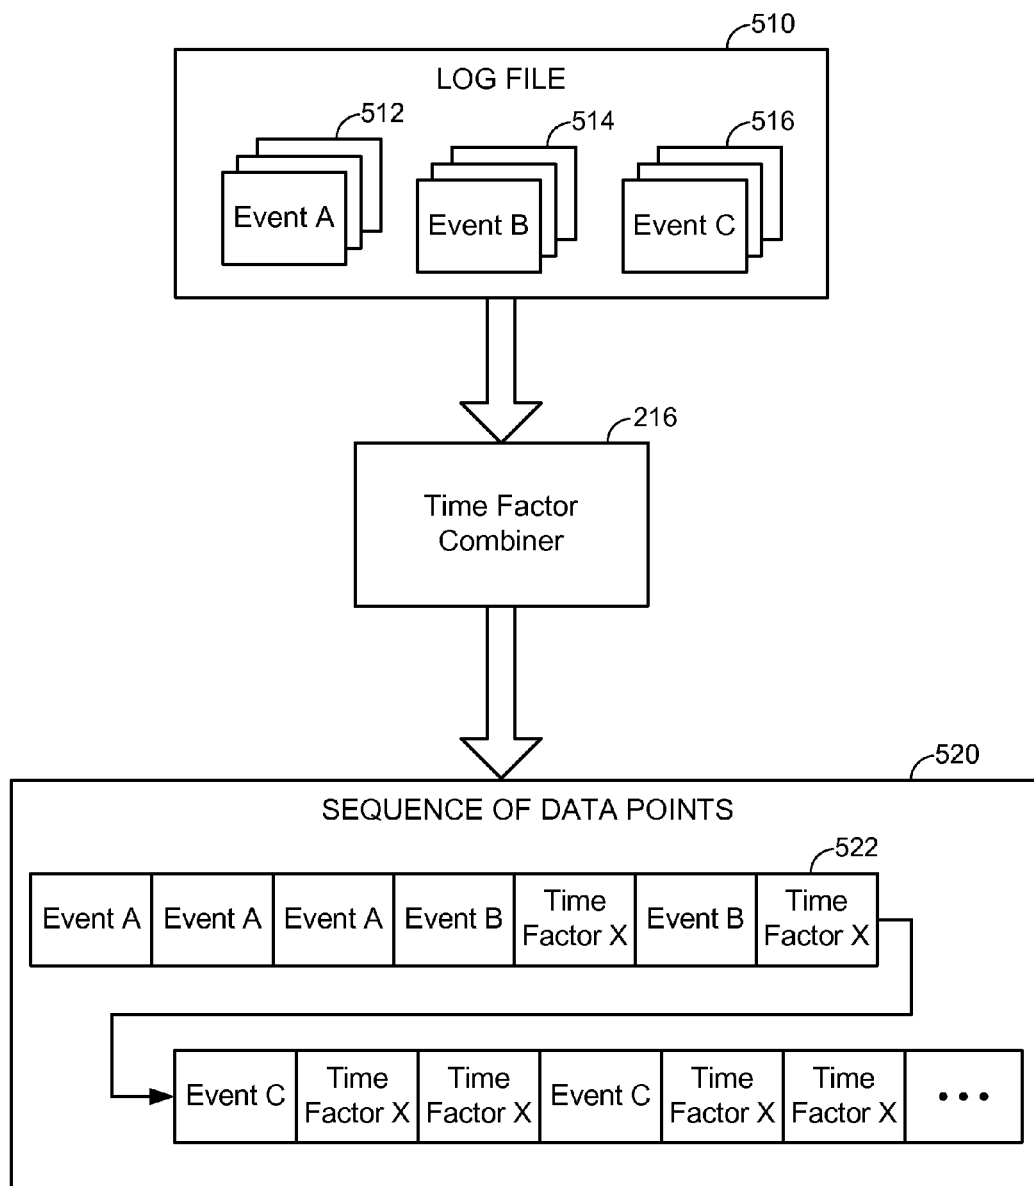 510
LOG FILE
512
514
516
Event A
Event B
Event C
216
Time Factor
Combiner
520
SEQUENCE OF DATA POINTS
522
Event A
Event A
Event A
Event B
Time
Factor X
Event B
Time
Factor X
Event C
Time
Factor X
Time
Factor X
Event C
Time
Factor X
Time
Factor X
• • •